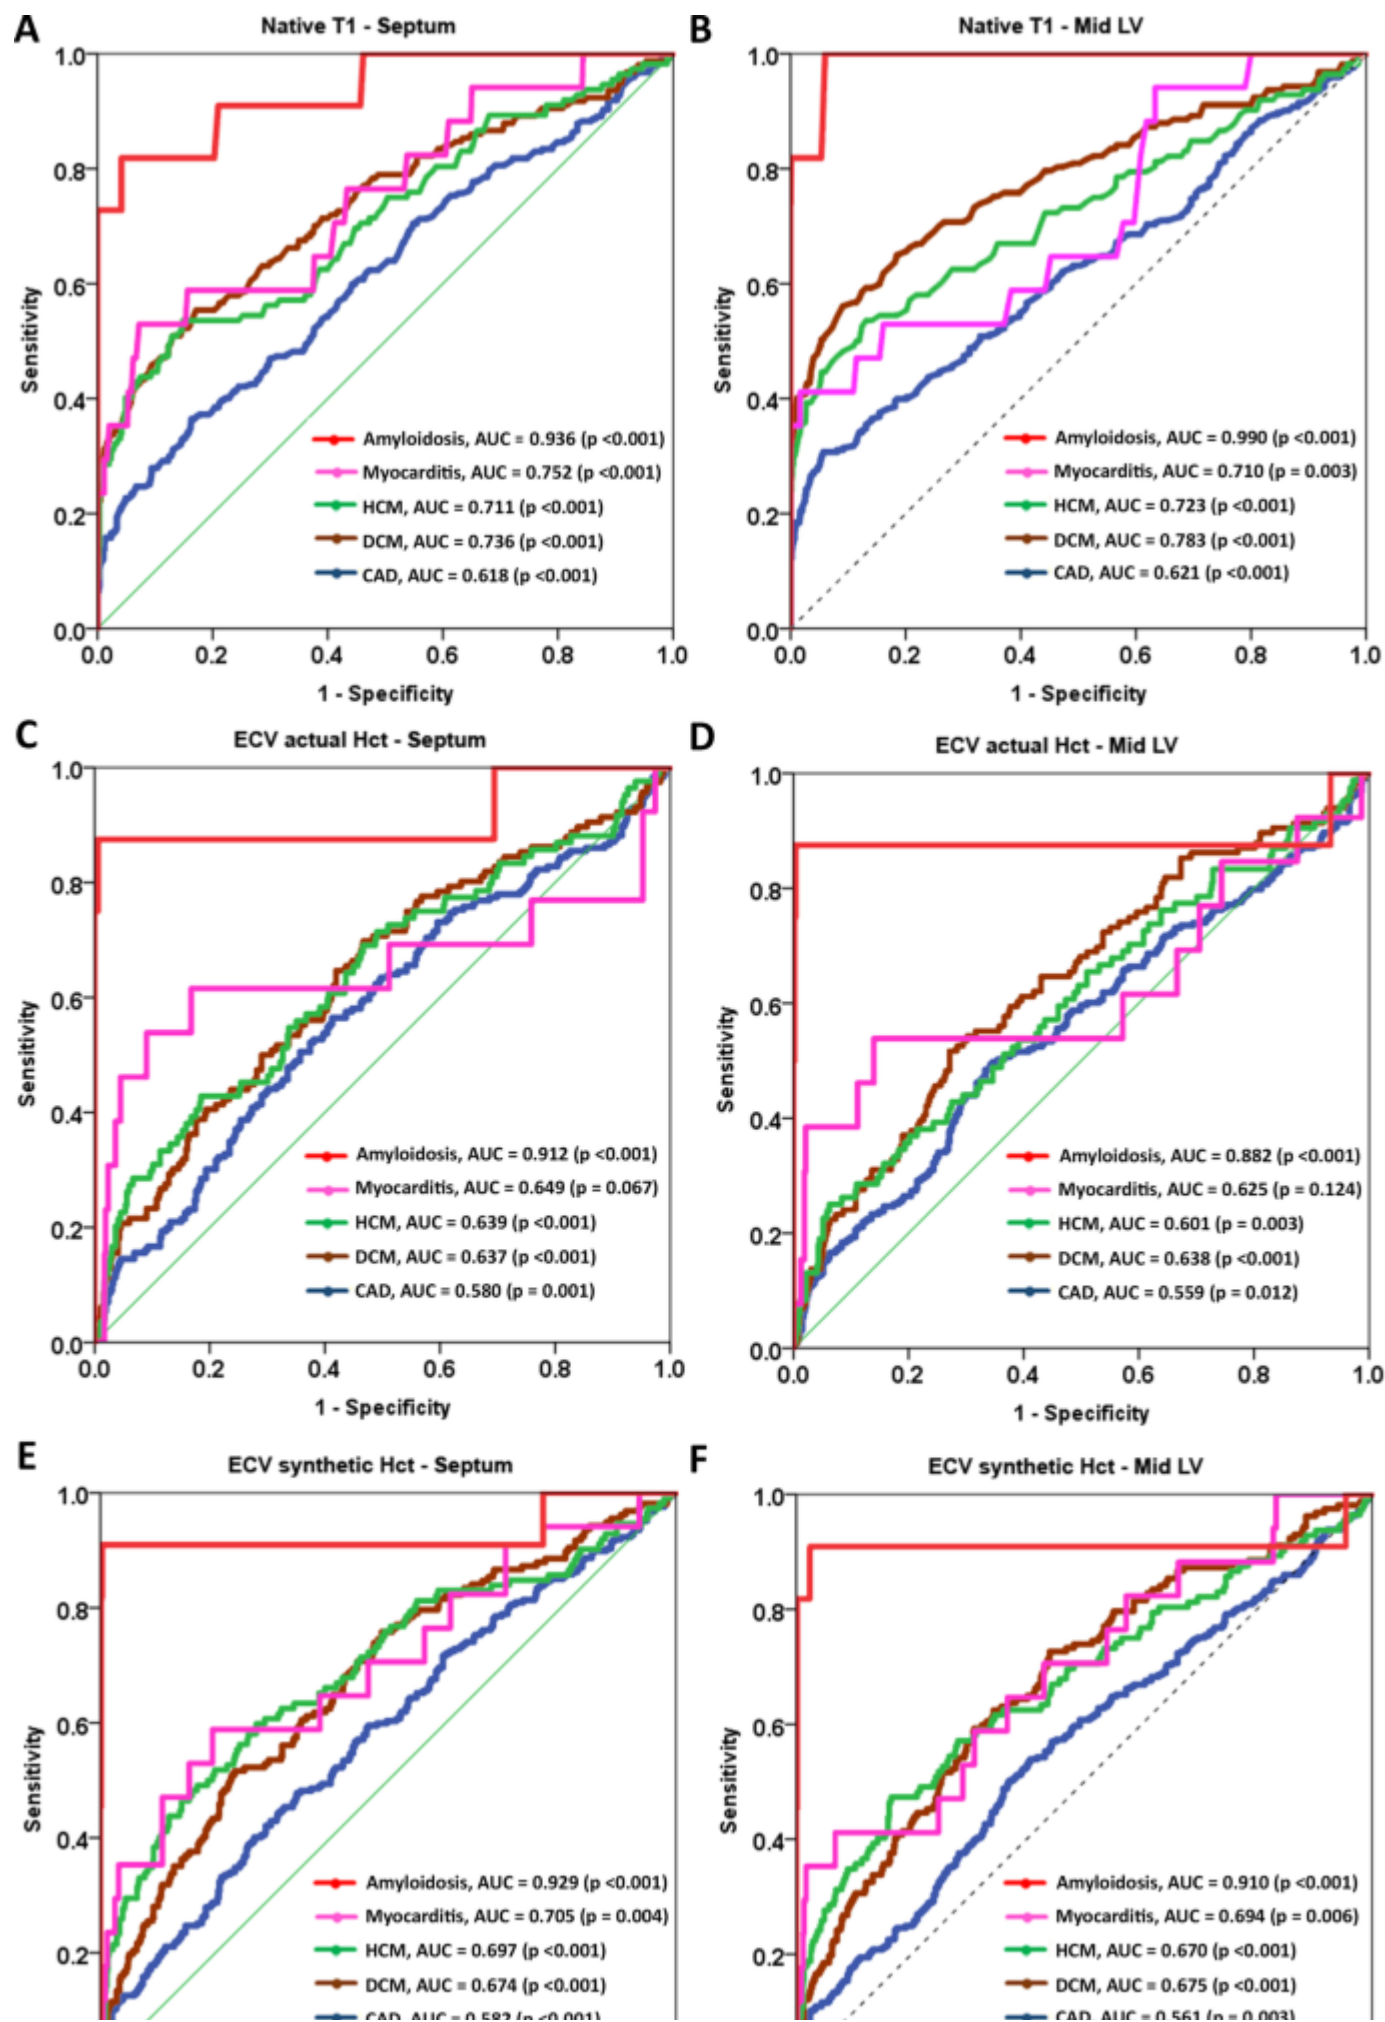 A
Native T1 - Septum
1.0
0.8
0.6
0.4
0.2
0.0
Sensitivity
Amyloidosis, AUC = 0.936 (p <0.001)
Myocarditis, AUC = 0.752 (p <0.001)
HCM, AUC = 0.711 (p <0.001)
DCM, AUC = 0.736 (p <0.001)
CAD, AUC = 0.618 (p <0.001)
0.0 0.2 0.4 0.6 0.8 1.0
1 - Specificity
B
Native T1 - Mid LV
1.0
0.8
0.6
0.4
0.2
0.0
Sensitivity
Amyloidosis, AUC = 0.990 (p <0.001)
Myocarditis, AUC = 0.710 (p = 0.003)
HCM, AUC = 0.723 (p <0.001)
DCM, AUC = 0.783 (p <0.001)
CAD, AUC = 0.621 (p <0.001)
0.0 0.2 0.4 0.6 0.8 1.0
1 - Specificity
C
ECV actual Hct - Septum
1.0
0.8
0.6
0.4
0.2
0.0
Sensitivity
Amyloidosis, AUC = 0.912 (p <0.001)
Myocarditis, AUC = 0.649 (p = 0.067)
HCM, AUC = 0.639 (p <0.001)
DCM, AUC = 0.637 (p <0.001)
CAD, AUC = 0.580 (p = 0.001)
0.0 0.2 0.4 0.6 0.8 1.0
1 - Specificity
D
ECV actual Hct - Mid LV
1.0
0.8
0.6
0.4
0.2
0.0
Sensitivity
Amyloidosis, AUC = 0.882 (p <0.001)
Myocarditis, AUC = 0.625 (p = 0.124)
HCM, AUC = 0.601 (p = 0.003)
DCM, AUC = 0.638 (p <0.001)
CAD, AUC = 0.559 (p = 0.012)
0.0 0.2 0.4 0.6 0.8 1.0
1 - Specificity
E
ECV synthetic Hct - Septum
1.0
0.8
0.6
0.4
0.2
Sensitivity
Amyloidosis, AUC = 0.929 (p <0.001)
Myocarditis, AUC = 0.705 (p = 0.004)
HCM, AUC = 0.697 (p <0.001)
DCM, AUC = 0.674 (p <0.001)
CAD, AUC = 0.582 (p <0.001)
F
ECV synthetic Hct - Mid LV
1.0
0.8
0.6
0.4
0.2
Sensitivity
Amyloidosis, AUC = 0.910 (p <0.001)
Myocarditis, AUC = 0.694 (p = 0.006)
HCM, AUC = 0.670 (p <0.001)
DCM, AUC = 0.675 (p <0.001)
CAD, AUC = 0.561 (p = 0.003)